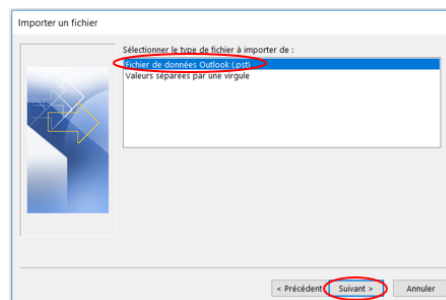 Importer un fichier
Sélectionner le type de fichier à importer de :
Fichier de données Outlook (.pst)
Valeurs séparées par une virgule
< Précédent
Suivant >
Annuler